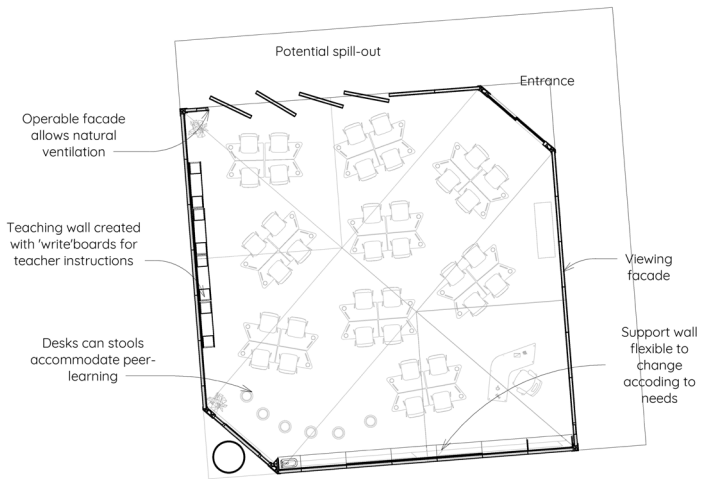 Potential spill-out
Entrance
Operable facade
allows natural
ventilation
Teaching wall created
with 'write'boards for
teacher instructions
Viewing
facade
Desks can stools
accommodate peer-
learning
Support wall
flexible to
change
accoding to
needs